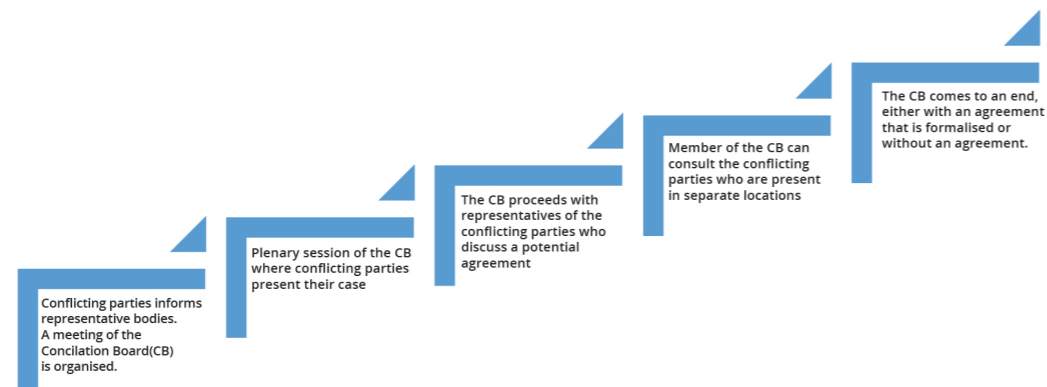 Conflicting parties informs
representative bodies.
A meeting of the
Concilation Board(CB)
is organised.
Plenary session of the CB
where conflicting parties
present their case
The CB proceeds with
representatives of the
conflicting parties who
discuss a potential
agreement
Member of the CB can
consult the conflicting
parties who are present
in separate locations
The CB comes to an end,
either with an agreement
that is formalised or
without an agreement.